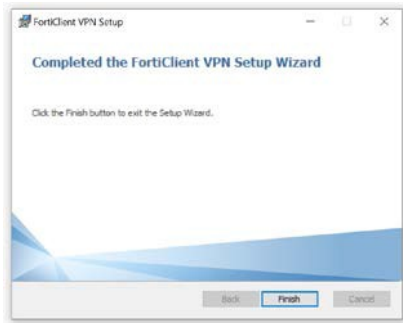 FortiClient VPN Setup
Completed the FortiClient VPN Setup Wizard
Click the Finish button to exit the Setup Wizard.
Back Finish Cancel